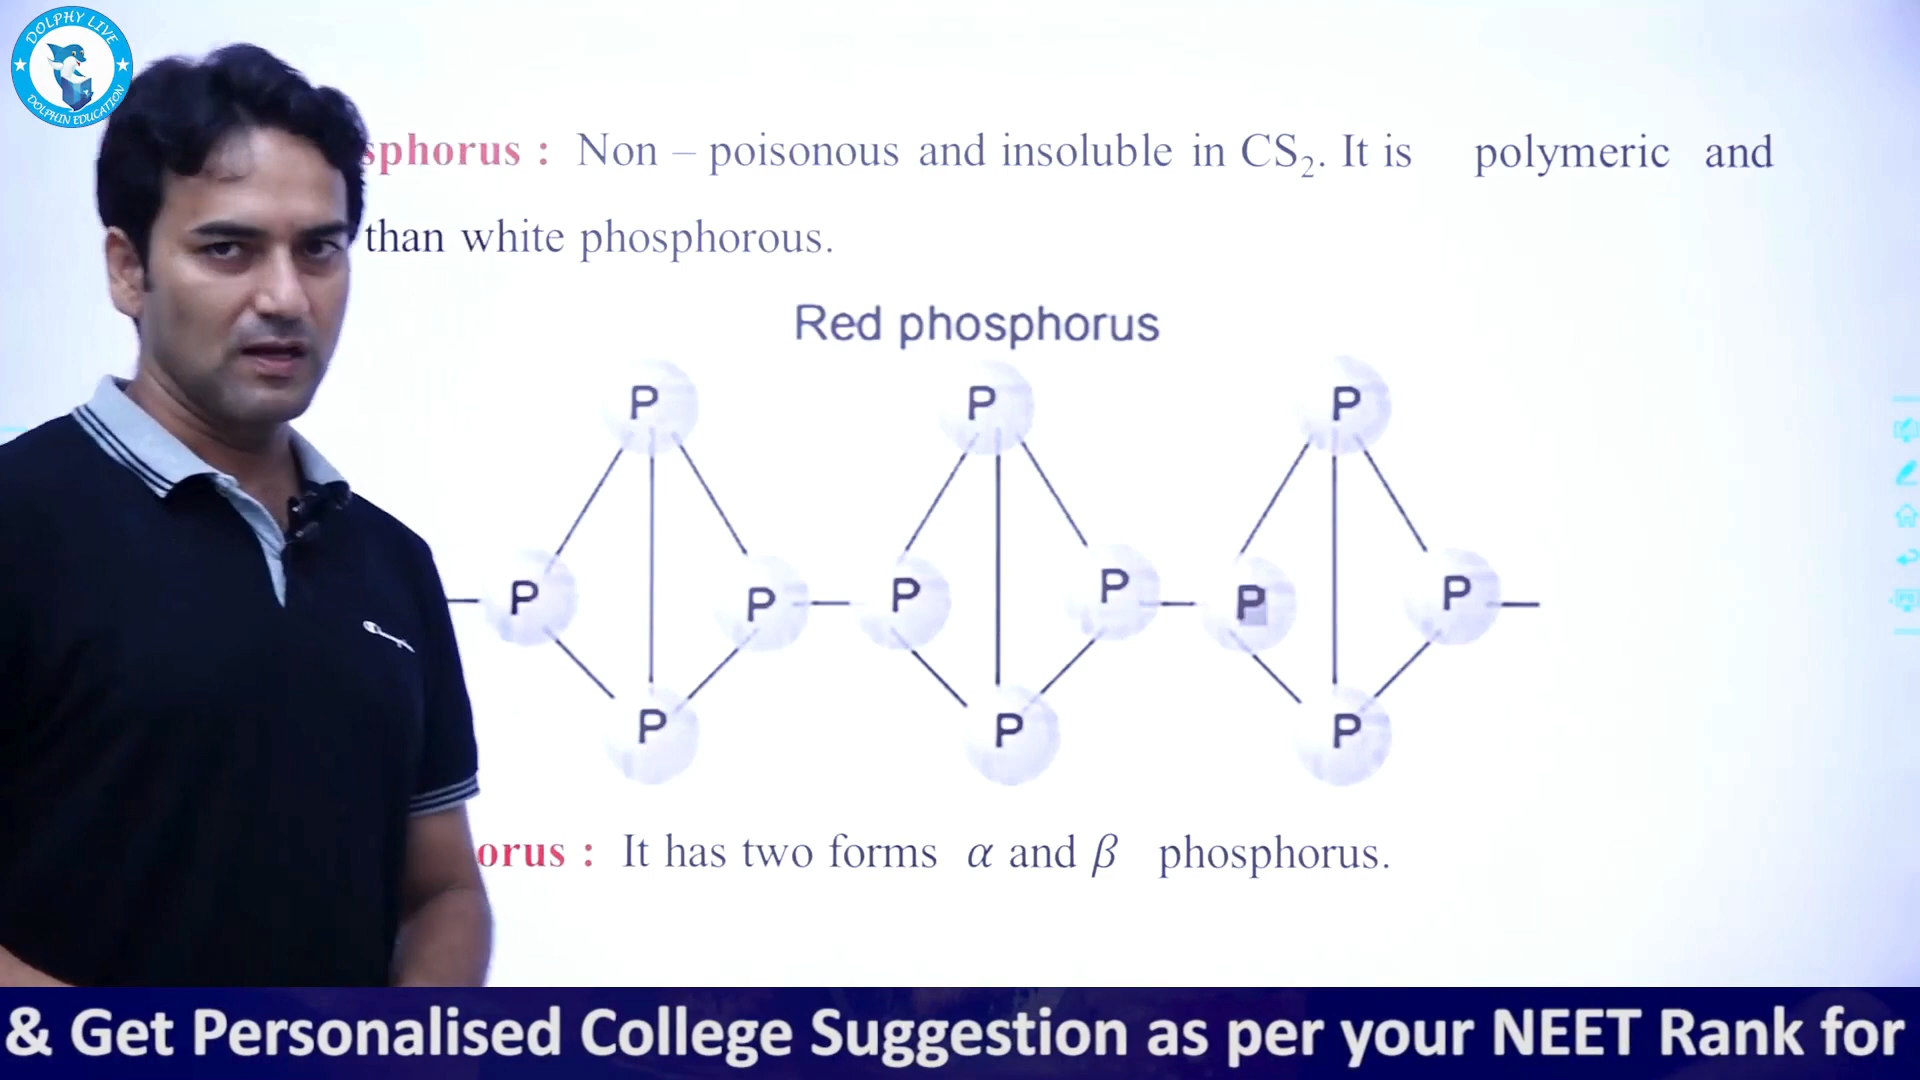 DOLPHY LIVE
DOLPHIN EDUCATION
sphorus : Non – poisonous and insoluble in CS₂. It is polymeric and
than white phosphorous.
Red phosphorus
P P P
P P P P P P
P P P
orus : It has two forms α and β phosphorus.
& Get Personalised College Suggestion as per your NEET Rank for